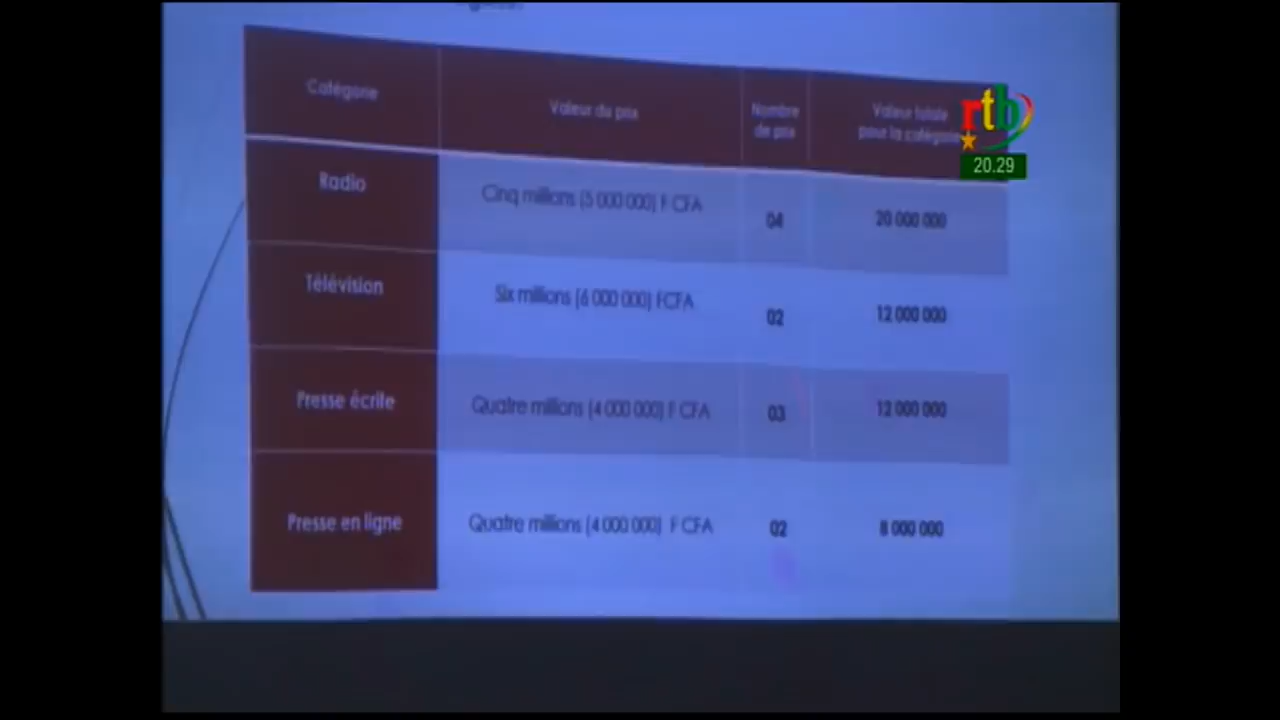 Catégorie
Valeur du prix
Nombre
de prix
Valeur totale
pour la catégorie
rtb
20.29
Radio
Cinq millions (5 000 000) F CFA
04
20 000 000
Télévision
Six millions (6 000 000) FCFA
02
12 000 000
Presse écrite
Quatre millions (4 000 000) F CFA
03
12 000 000
Presse en ligne
Quatre millions (4 000 000) F CFA
02
8 000 000